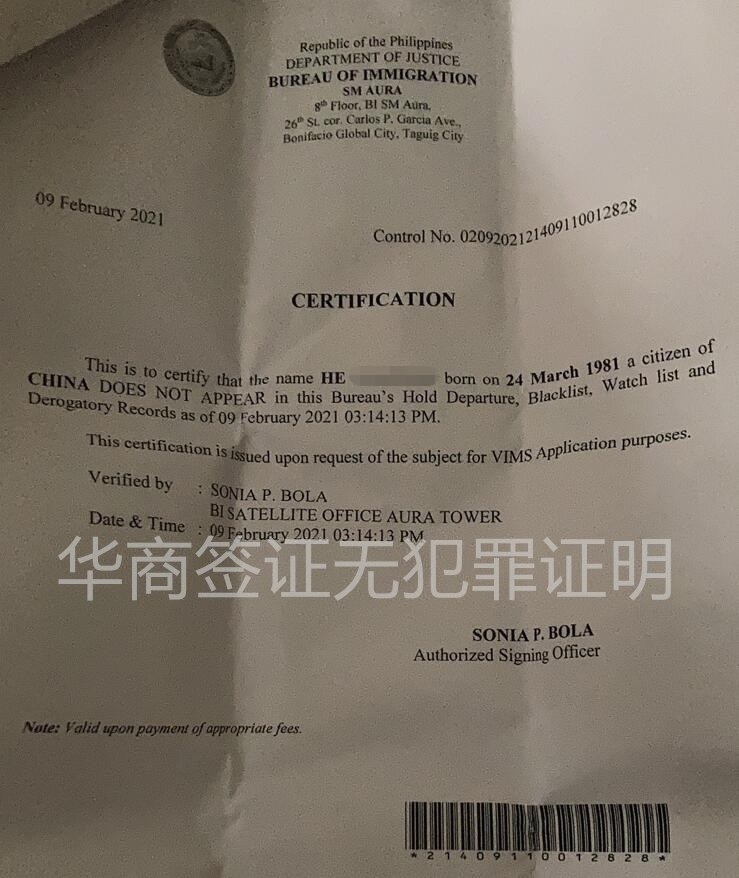 Republic of the Philippines
DEPARTMENT OF JUSTICE
BUREAU OF IMMIGRATION
SM AURA
8th Floor, BI SM Aura,
26th St. cor. Carlos P. Garcia Ave.,
Bonifacio Global City, Taguig City
09 February 2021
Control No. 0209202121409110012828
CERTIFICATION
This is to certify that the name HE born on 24 March 1981 a citizen of
CHINA DOES NOT APPEAR in this Bureau's Hold Departure, Blacklist, Watch list and
Derogatory Records as of 09 February 2021 03:14:13 PM.
This certification is issued upon request of the subject for VIMS Application purposes.
Verified by : SONIA P. BOLA
BI SATELLITE OFFICE AURA TOWER
Date & Time : 09 February 2021 03:14:13 PM
华商签证无犯罪证明
SONIA P. BOLA
Authorized Signing Officer
Note: Valid upon payment of appropriate fees.
*21409110012828*